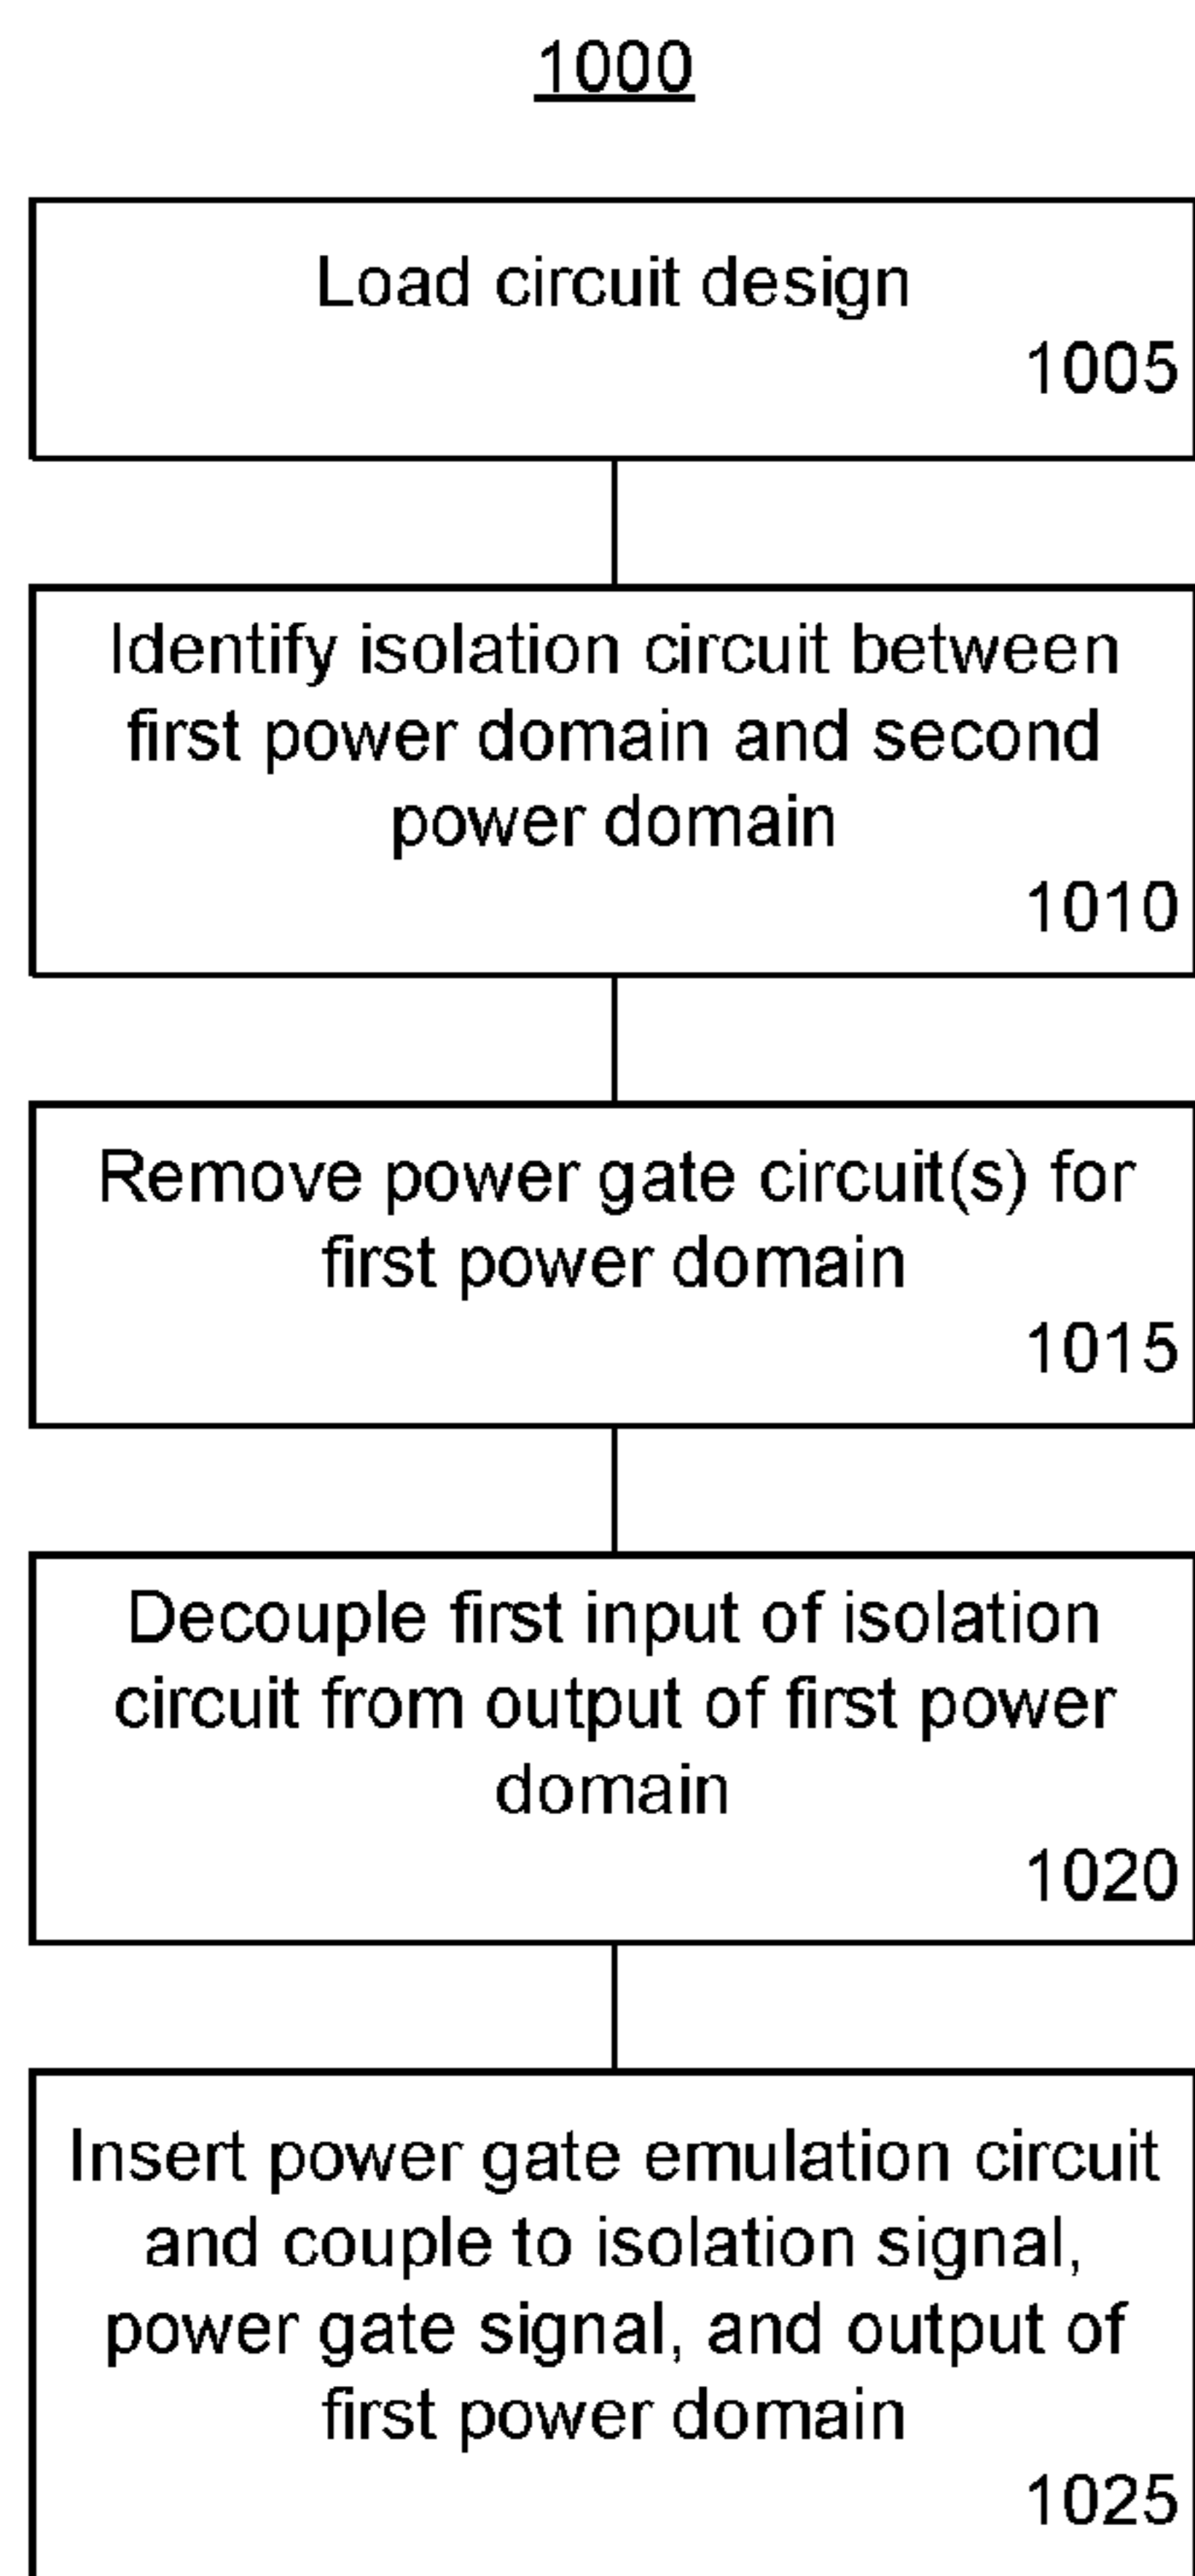 1000
Load circuit design
1005
Identify isolation circuit between
first power domain and second
power domain
1010
Remove power gate circuit(s) for
first power domain
1015
Decouple first input of isolation
circuit from output of first power
domain
1020
Insert power gate emulation circuit
and couple to isolation signal,
power gate signal, and output of
first power domain
1025